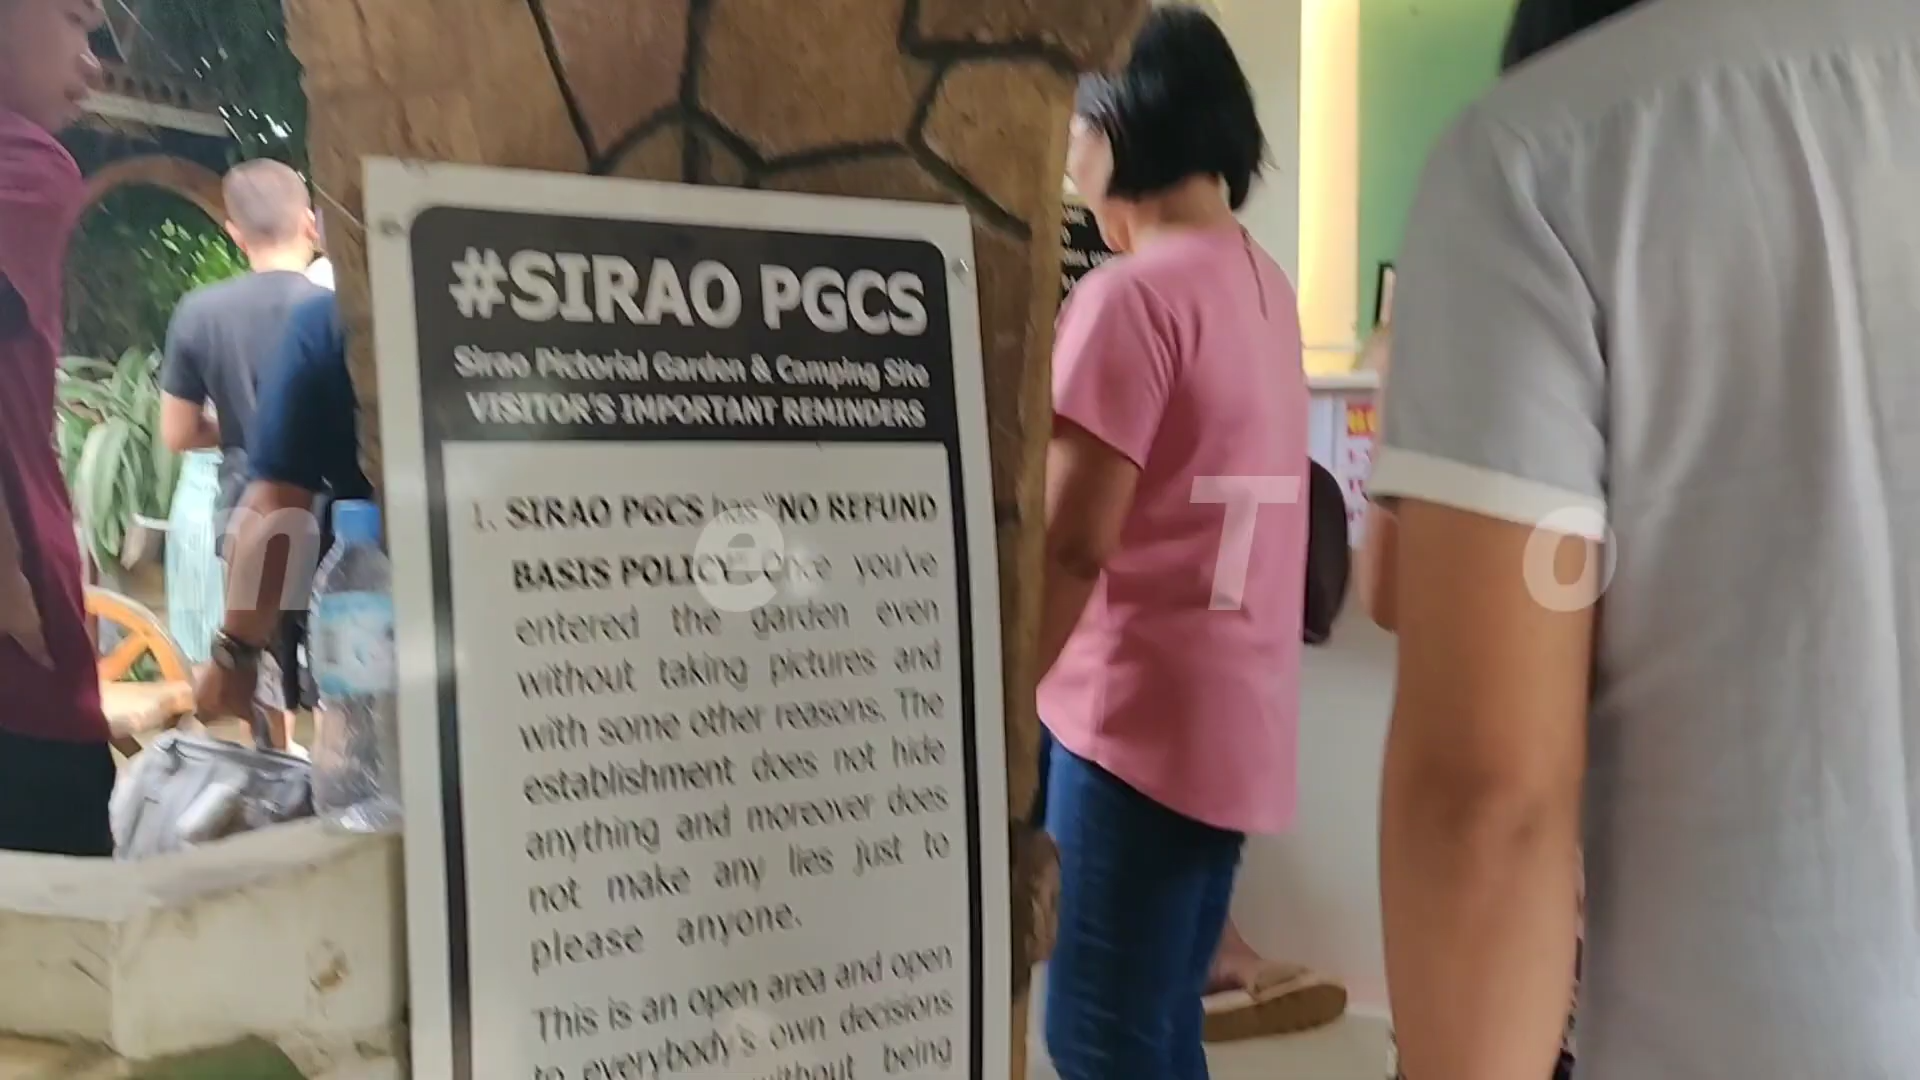 #SIRAO PGCS
Sirao Pictorial Garden & Camping Site
VISITOR'S IMPORTANT REMINDERS
1. SIRAO PGCS has "NO REFUND
BASIS POLICY". Once you've
entered the garden even
without taking pictures and
with some other reasons. The
establishment does not hide
anything and moreover does
not make any lies just to
please anyone.
This is an open area and open
to everybody's own decisions
without being
m e T o